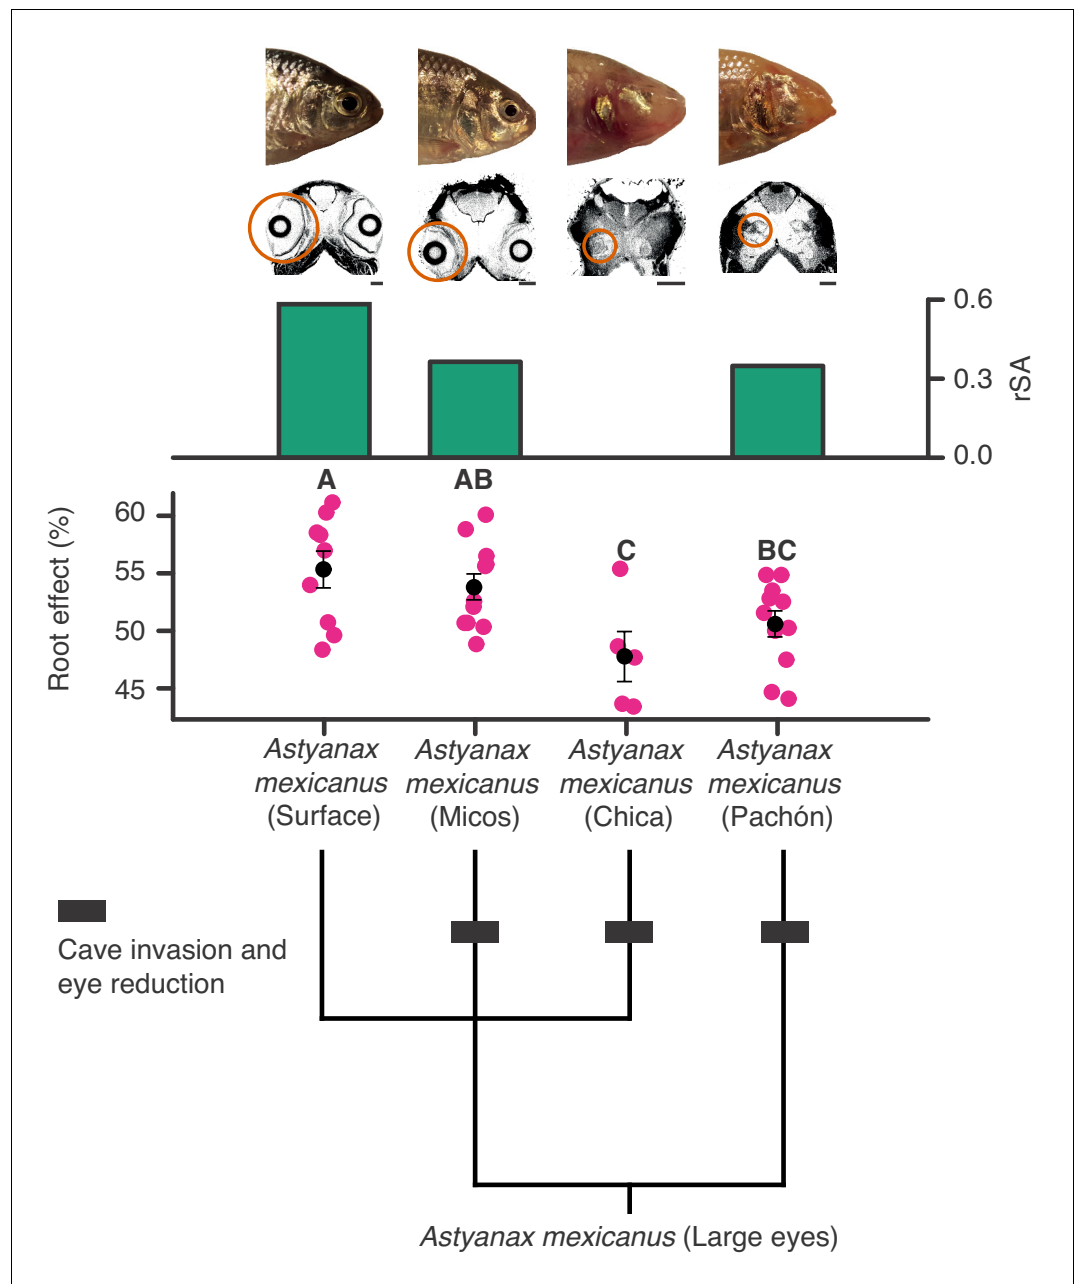 0.6
0.3
0.0
rSA
A
AB
C
BC
60
55
50
45
Root effect (%)
Astyanax
mexicanus
(Surface)
Astyanax
mexicanus
(Micos)
Astyanax
mexicanus
(Chica)
Astyanax
mexicanus
(Pachón)
Cave invasion and
eye reduction
Astyanax mexicanus (Large eyes)